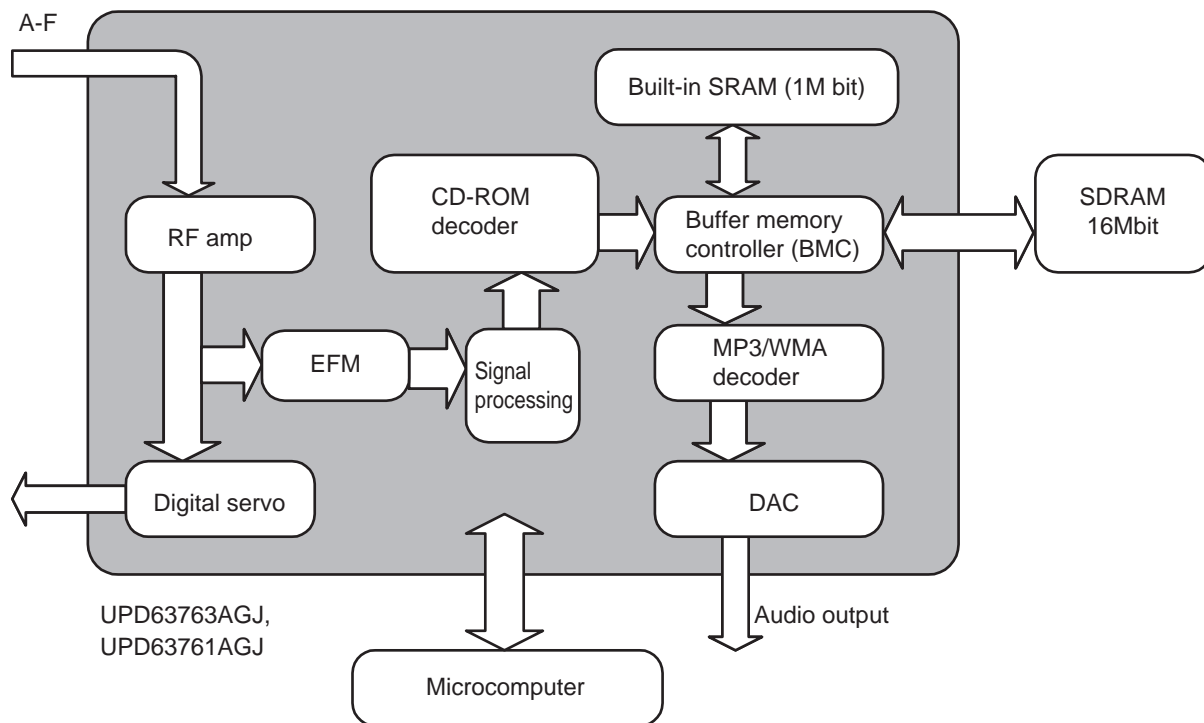 A-F
Built-in SRAM (1M bit)
CD-ROM
decoder
SDRAM
16Mbit
RF amp
Buffer memory
controller (BMC)
EFM
Signal
processing
MP3/WMA
decoder
Digital servo
DAC
UPD63763AGJ,
UPD63761AGJ
Audio output
Microcomputer